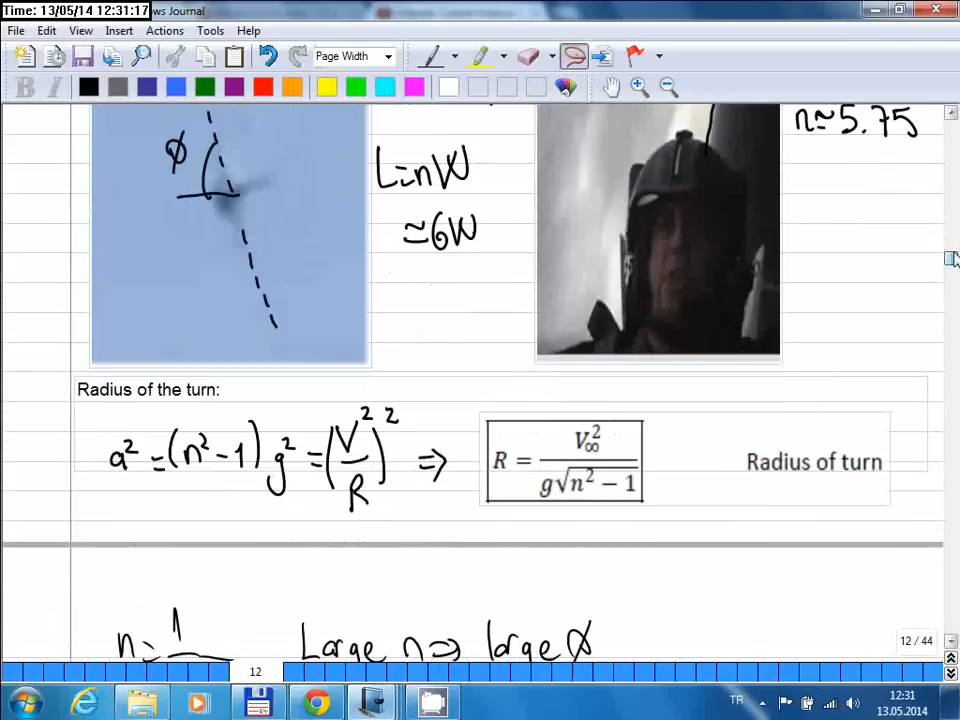 Time: 13/05/14 12:31:17
ows Journal
File Edit View Insert Actions Tools Help
Page Width
B I
ϕ
L=nW
≃6W
n≃5.75
Radius of the turn:
a² = (n²-1) g² = (V²/R)² ⇒
R = V∞² / g√n² − 1
Radius of turn
n = 1
Large n ⇒ large ϕ
12 / 44
12
TR
12:31
13.05.2014